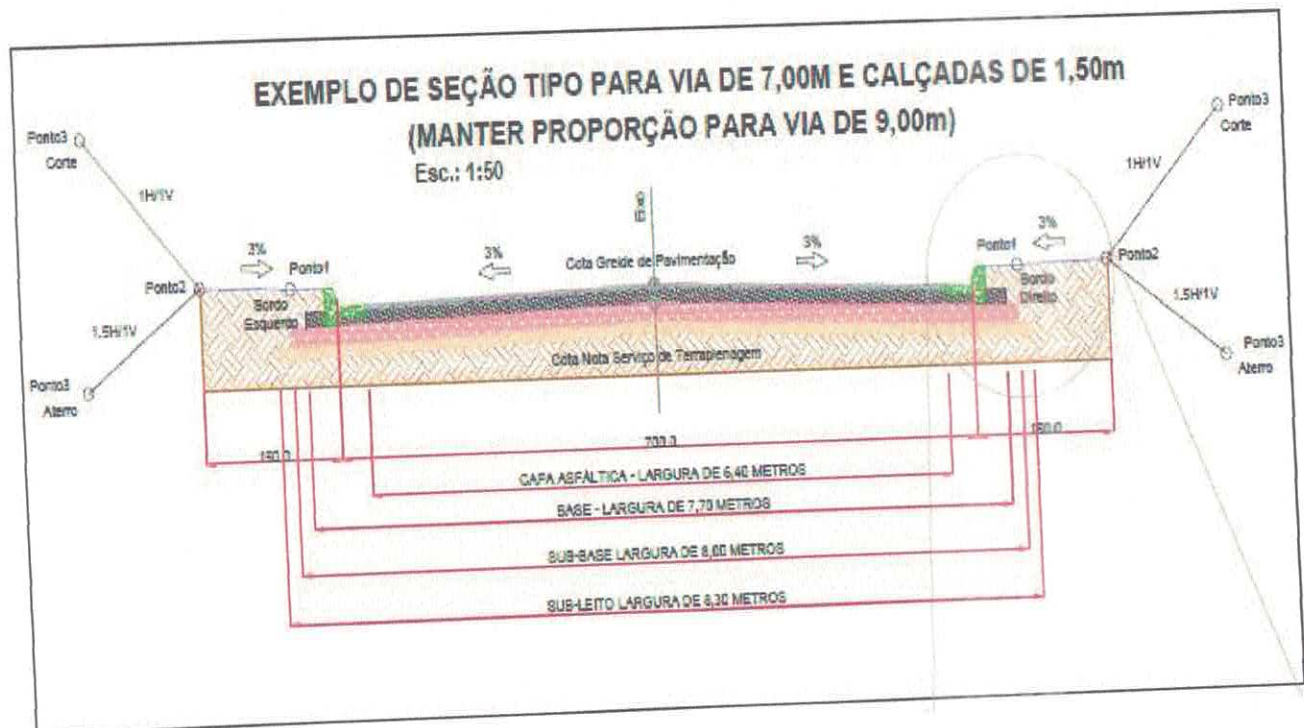 EXEMPLO DE SEÇÃO TIPO PARA VIA DE 7,00M E CALÇADAS DE 1,50m
(MANTER PROPORÇÃO PARA VIA DE 9,00m)
Esc.: 1:50
Ponto3
Corte
1H/1V
Ponto3
Corte
1H/1V
3%
Ponto1
3%
Cota Greide de Pavimentação
3%
Ponto1
3%
Ponto2
Ponto2
Bordo
Esquerdo
Bordo
Direito
1.5H/1V
1.5H/1V
Ponto3
Aterro
Ponto3
Aterro
Cota Nota Serviço de Terraplenagem
150.0
700.0
150.0
CAPA ASFÁLTICA - LARGURA DE 6,40 METROS
BASE - LARGURA DE 7,70 METROS
SUB-BASE LARGURA DE 8,00 METROS
SUB-LEITO LARGURA DE 8,30 METROS